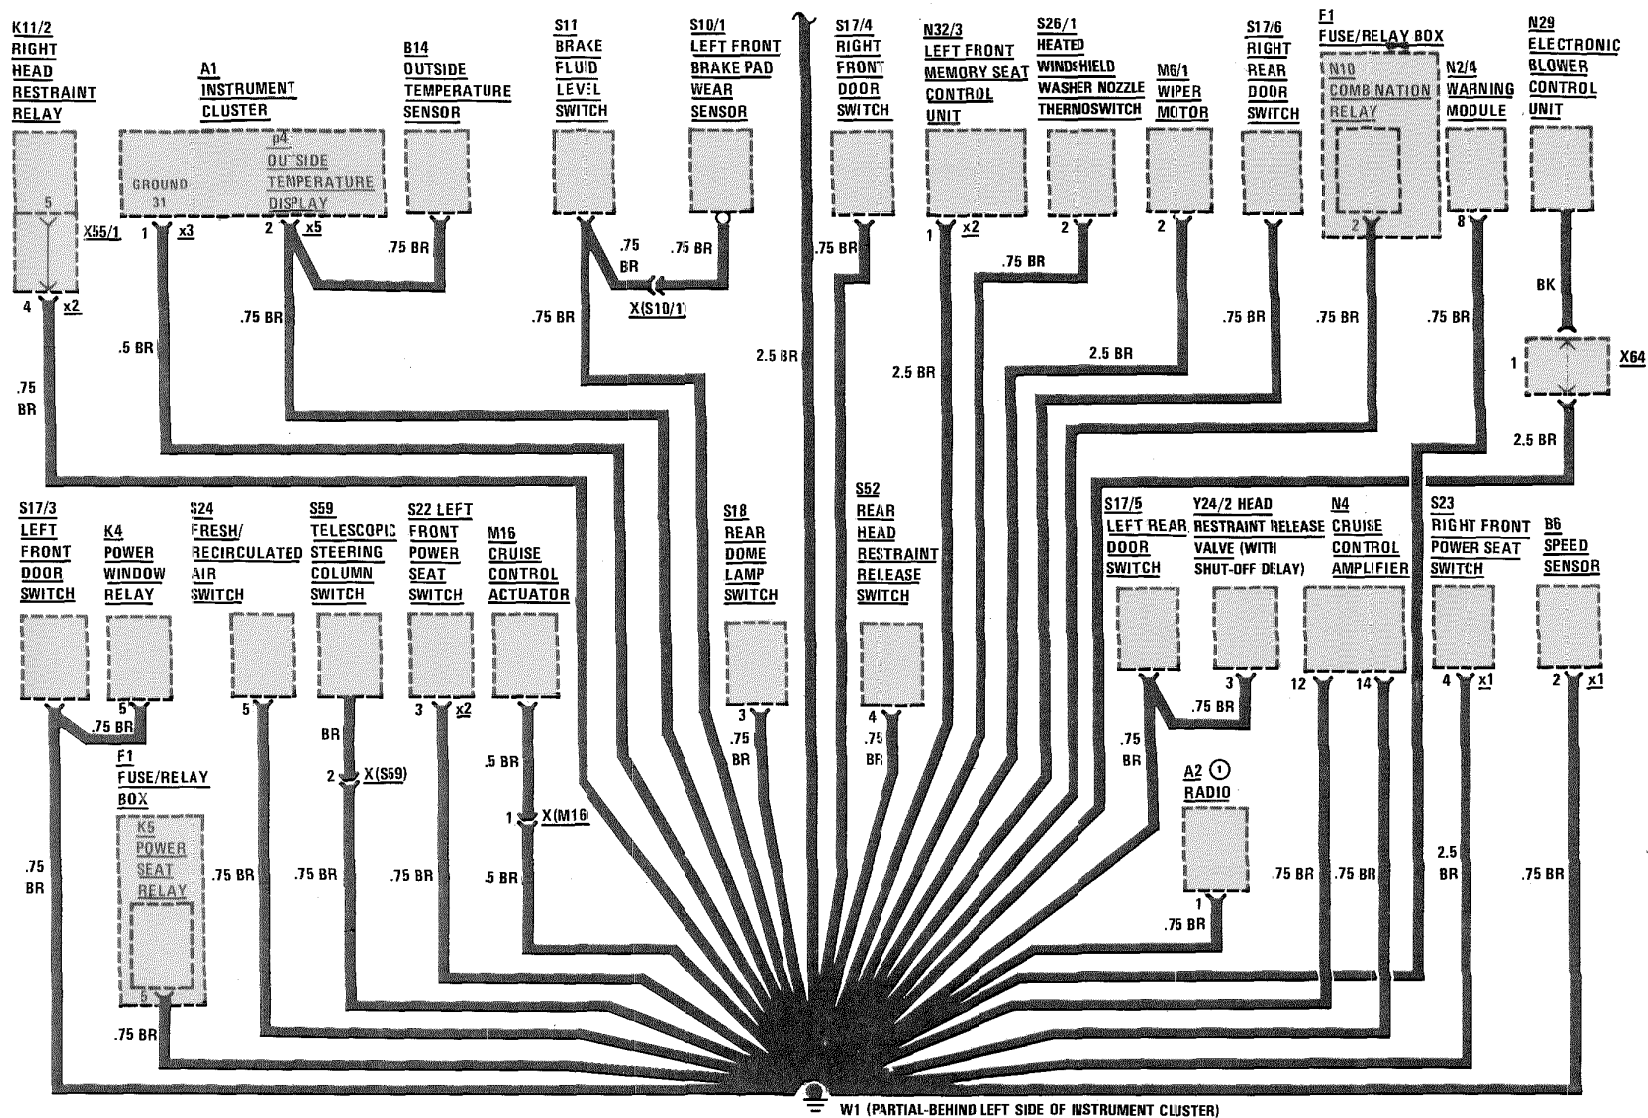 K11/2
RIGHT
HEAD
RESTRAINT
RELAY
5
X55/1
4 x2
.75
BR
A1
INSTRUMENT
CLUSTER
GROUND
31
p4
OUTSIDE
TEMPERATURE
DISPLAY
1 x3
2 x5
.5 BR
.75 BR
B14
OUTSIDE
TEMPERATURE
SENSOR
.75 BR
S11
BRAKE
FLUID
LEVEL
SWITCH
.75
BR
X(S10/1)
.75 BR
S10/1
LEFT FRONT
BRAKE PAD
WEAR
SENSOR
.75 BR
2.5 BR
S17/4
RIGHT
FRONT
DOOR
SWITCH
.75 BR
N32/3
LEFT FRONT
MEMORY SEAT
CONTROL
UNIT
1 x2
2.5 BR
S26/1
HEATED
WINDSHIELD
WASHER NOZZLE
THERMOSWITCH
2
.75 BR
M6/1
WIPER
MOTOR
2
2.5 BR
S17/6
RIGHT
REAR
DOOR
SWITCH
.75 BR
F1
FUSE/RELAY BOX
N10
COMBINATION
RELAY
2
.75 BR
N2/4
WARNING
MODULE
8
.75 BR
N29
ELECTRONIC
BLOWER
CONTROL
UNIT
BK
1
X64
2.5 BR
S17/3
LEFT
FRONT
DOOR
SWITCH
.75
BR
K4
POWER
WINDOW
RELAY
5
.75 BR
F1
FUSE/RELAY
BOX
K5
POWER
SEAT
RELAY
5
.75 BR
S24
FRESH/
RECIRCULATED
AIR
SWITCH
5
.75 BR
S59
TELESCOPIC
STEERING
COLUMN
SWITCH
BR
2 X(S59)
.75 BR
S22 LEFT
FRONT
POWER
SEAT
SWITCH
3 x2
.75 BR
M16
CRUISE
CONTROL
ACTUATOR
.5 BR
1 X(M16
.5 BR
S18
REAR
DOME
LAMP
SWITCH
3
.75
BR
S52
REAR
HEAD
RESTRAINT
RELEASE
SWITCH
4
.75
BR
S17/5
LEFT REAR
DOOR
SWITCH
.75
BR
Y24/2 HEAD
RESTRAINT RELEASE
VALVE (WITH
SHUT-OFF DELAY)
3
.75 BR
A2 1
RADIO
1
.75 BR
N4
CRUISE
CONTROL
AMPLIFIER
12 14
.75 BR .75 BR
S23
RIGHT FRONT
POWER SEAT
SWITCH
4 x1
2.5
BR
B6
SPEED
SENSOR
2 x1
.75 BR
W1 (PARTIAL-BEHIND LEFT SIDE OF INSTRUMENT CLUSTER)